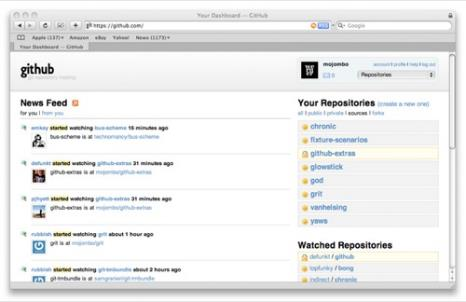 Your Dashboard — GitHub
https://github.com/
Google
Apple (137)▾ Amazon eBay Yahoo! News (1173)▾
Your Dashboard — GitHub
github
mojombo
account | profile | help | log out
Repositories
News Feed
for you | from you
Your Repositories (create a new one)
all | public | private | sources | forks
emkay started watching bus-scheme 15 minutes ago
bus-scheme is at technomancy/bus-scheme
defunkt started watching github-extras 31 minutes ago
github-extras is at mojombo/github-extras
pjhyett started watching github-extras 31 minutes ago
github-extras is at mojombo/github-extras
rubbish started watching grit about 1 hour ago
grit is at mojombo/grit
rubbish started watching git-tmbundle about 2 hours ago
git-tmbundle is at samgranieri/git-tmbundle
chronic
fixture-scenarios
github-extras
glowstick
god
grit
vanhelsing
yaws
Watched Repositories
defunkt / github
topfunky / bong
indirect / chronic